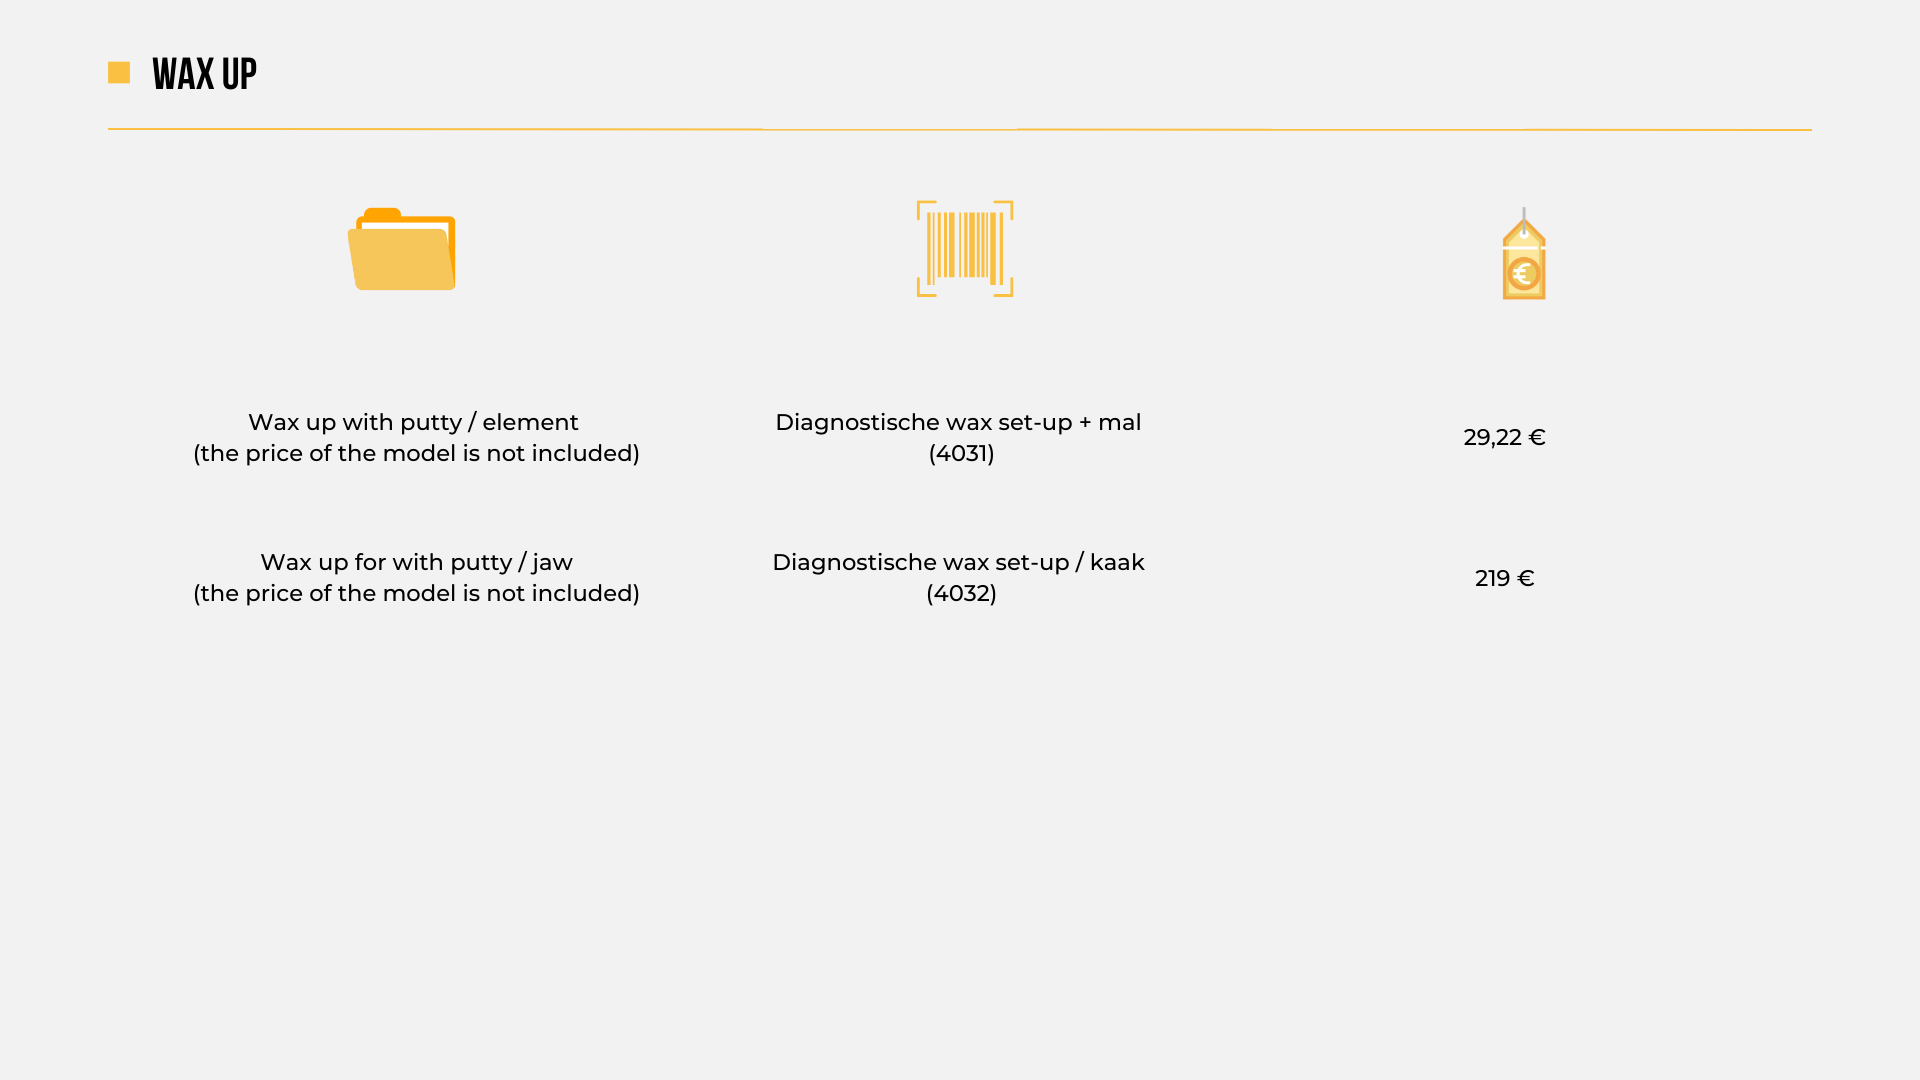 WAX UP
€
Wax up with putty / element
(the price of the model is not included)
Diagnostische wax set-up + mal
(4031)
29,22 €
Wax up for with putty / jaw
(the price of the model is not included)
Diagnostische wax set-up / kaak
(4032)
219 €